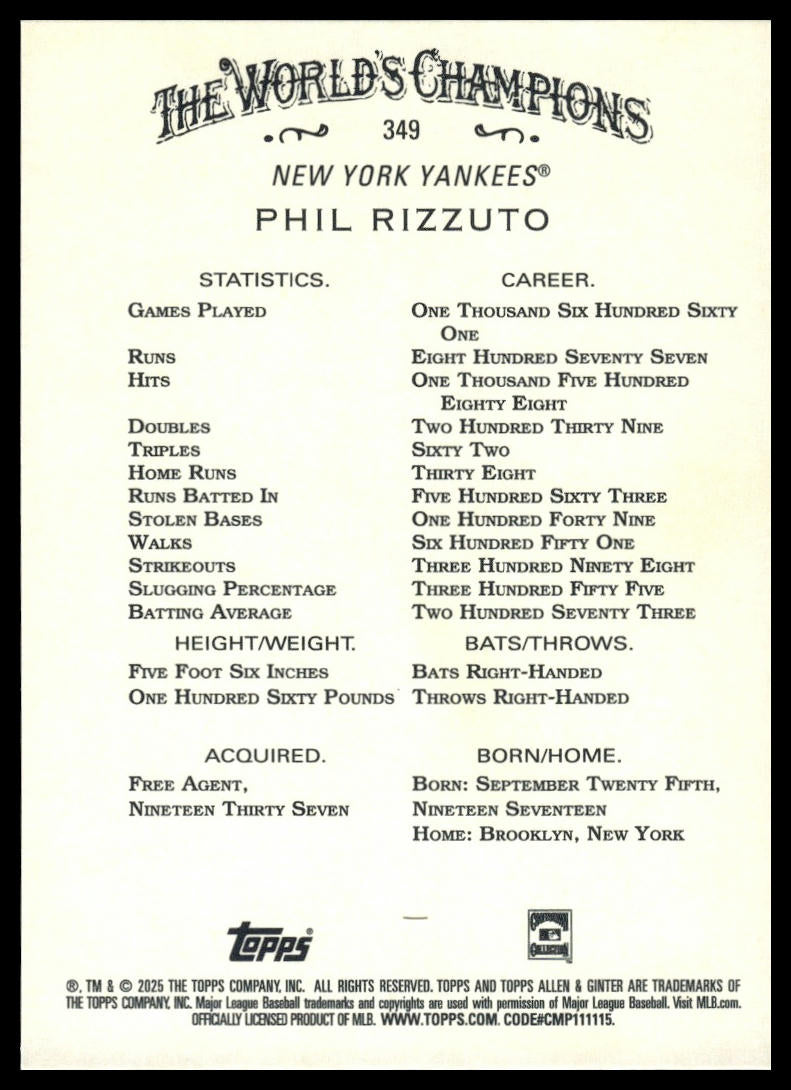 THE WORLD'S CHAMPIONS
349
NEW YORK YANKEES®
PHIL RIZZUTO
STATISTICS. CAREER.
GAMES PLAYED ONE THOUSAND SIX HUNDRED SIXTY
ONE
RUNS EIGHT HUNDRED SEVENTY SEVEN
HITS ONE THOUSAND FIVE HUNDRED
EIGHTY EIGHT
DOUBLES TWO HUNDRED THIRTY NINE
TRIPLES SIXTY TWO
HOME RUNS THIRTY EIGHT
RUNS BATTED IN FIVE HUNDRED SIXTY THREE
STOLEN BASES ONE HUNDRED FORTY NINE
WALKS SIX HUNDRED FIFTY ONE
STRIKEOUTS THREE HUNDRED NINETY EIGHT
SLUGGING PERCENTAGE THREE HUNDRED FIFTY FIVE
BATTING AVERAGE TWO HUNDRED SEVENTY THREE
HEIGHT/WEIGHT. BATS/THROWS.
FIVE FOOT SIX INCHES BATS RIGHT-HANDED
ONE HUNDRED SIXTY POUNDS THROWS RIGHT-HANDED
ACQUIRED. BORN/HOME.
FREE AGENT, BORN: SEPTEMBER TWENTY FIFTH,
NINETEEN THIRTY SEVEN NINETEEN SEVENTEEN
HOME: BROOKLYN, NEW YORK
topps® COOPERSTOWN
COLLECTION
®, TM & © 2025 THE TOPPS COMPANY, INC. ALL RIGHTS RESERVED. TOPPS AND TOPPS ALLEN & GINTER ARE TRADEMARKS OF
THE TOPPS COMPANY, INC. Major League Baseball trademarks and copyrights are used with permission of Major League Baseball. Visit MLB.com.
OFFICIALLY LICENSED PRODUCT OF MLB. WWW.TOPPS.COM. CODE#CMP111115.